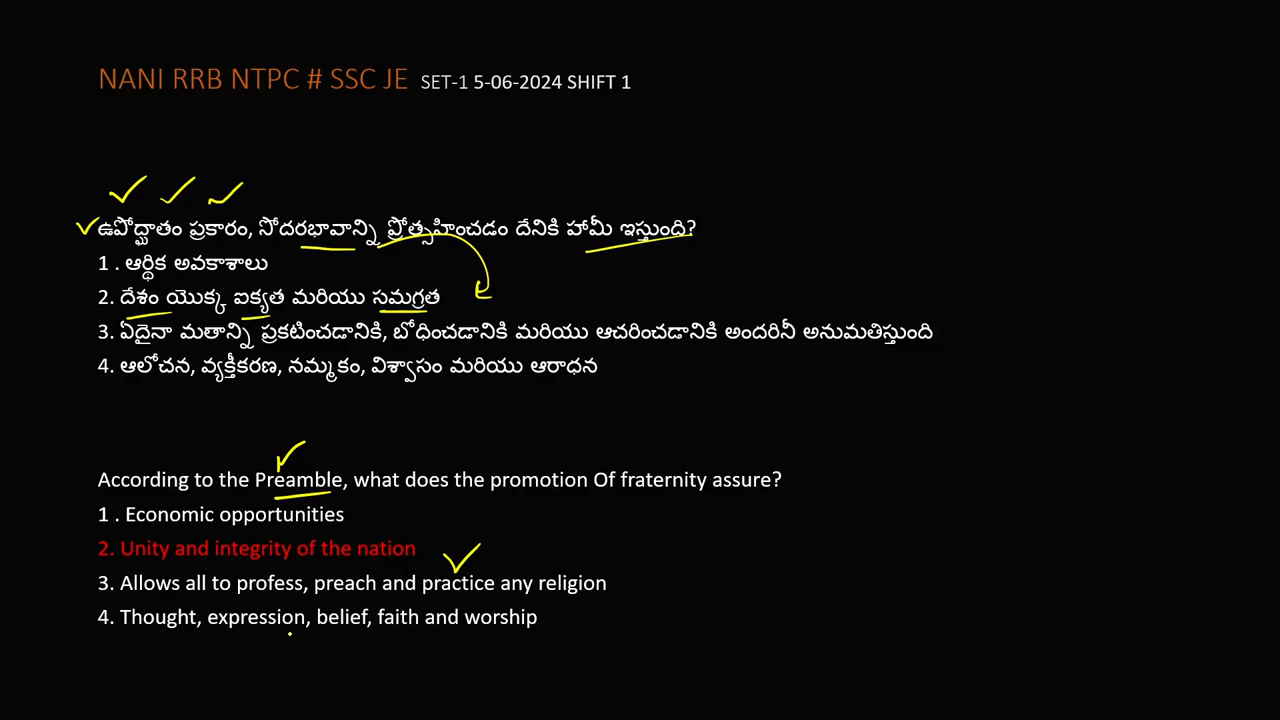 NANI RRB NTPC # SSC JE SET-1 5-06-2024 SHIFT 1
ఉపోద్ఘాతం ప్రకారం, సోదరభావాన్ని ప్రోత్సహించడం దేనికి హామీ ఇస్తుంది?
1 . ఆర్థిక అవకాశాలు
2. దేశం యొక్క ఐక్యత మరియు సమగ్రత
3. ఏదైనా మతాన్ని ప్రకటించడానికి, బోధించడానికి మరియు ఆచరించడానికి అందరినీ అనుమతిస్తుంది
4. ఆలోచన, వ్యక్తీకరణ, నమ్మకం, విశ్వాసం మరియు ఆరాధన
According to the Preamble, what does the promotion Of fraternity assure?
1 . Economic opportunities
2. Unity and integrity of the nation
3. Allows all to profess, preach and practice any religion
4. Thought, expression, belief, faith and worship